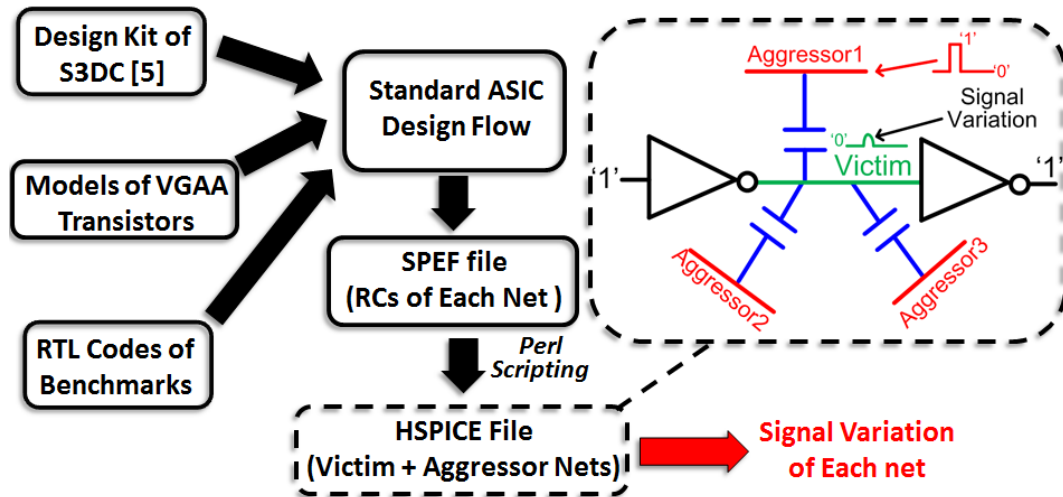 Design Kit of
S3DC [5]
Models of VGAA
Transistors
RTL Codes of
Benchmarks
Standard ASIC
Design Flow
SPEF file
(RCs of Each Net )
Perl
Scripting
HSPICE File
(Victim + Aggressor Nets)
Signal Variation
of Each net
Aggressor1
'1'
'0'
Signal
Variation
'0'
Victim
'1'
'1'
Aggressor2
Aggressor3